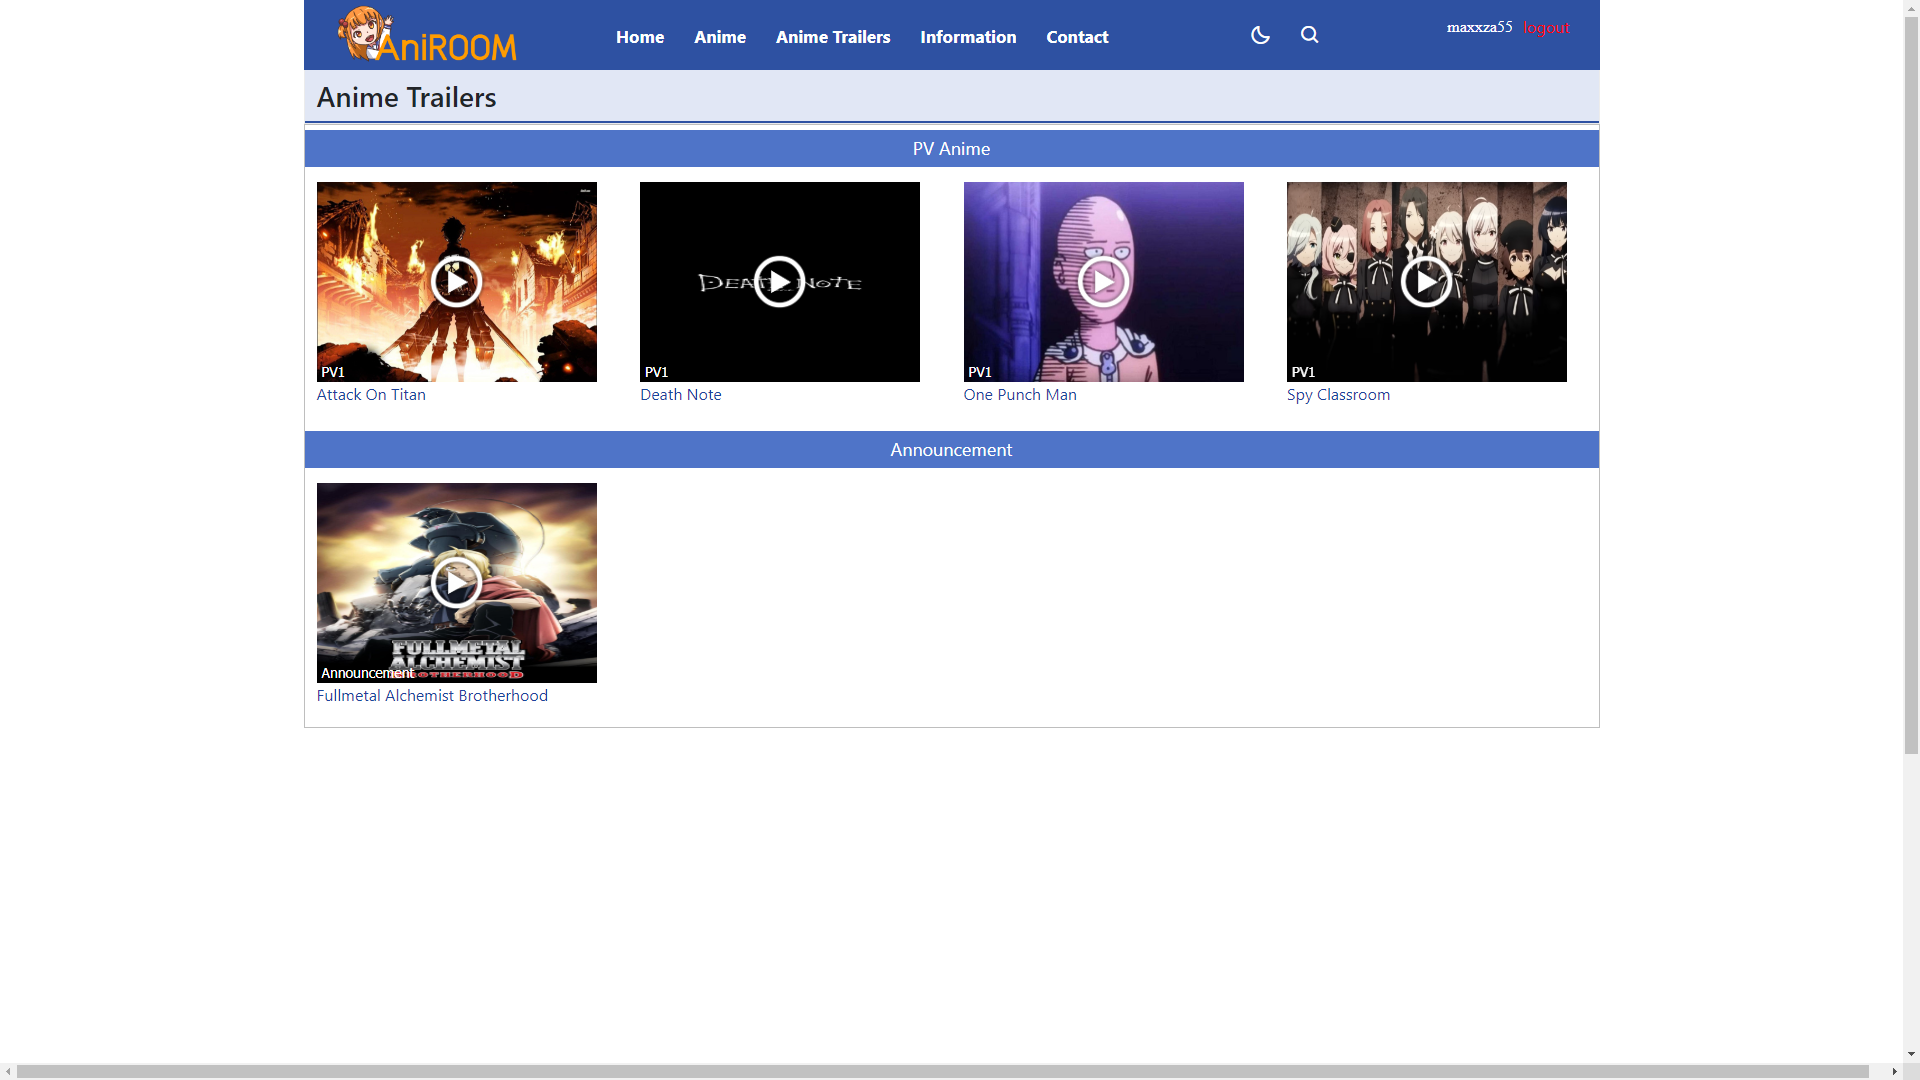 AniROOM
Home
Anime
Anime Trailers
Information
Contact
maxxza55 logout
Anime Trailers
PV Anime
DEATH NOTE
PV1
PV1
PV1
PV1
Attack On Titan
Death Note
One Punch Man
Spy Classroom
Announcement
FULLMETAL
ALCHEMIST
BROTHERHOOD
Announcement
Fullmetal Alchemist Brotherhood